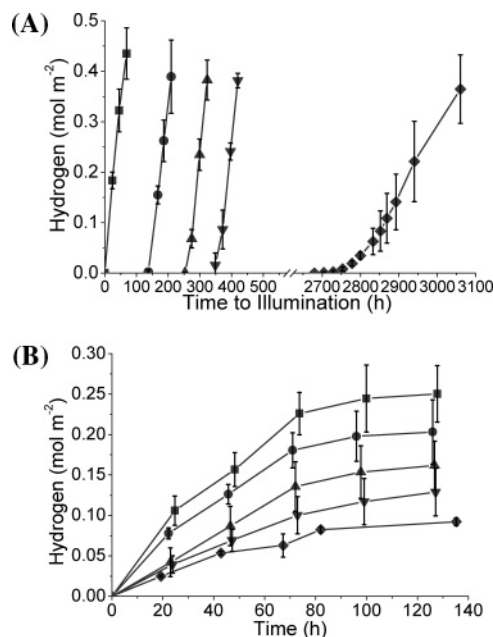 (A)
0.5
0.4
0.3
0.2
0.1
0.0
Hydrogen (mol m⁻²)
0 100 200 300 400 500 2700 2800 2900 3000 3100
Time to Illumination (h)
(B)
0.30
0.25
0.20
0.15
0.10
0.05
0.00
Hydrogen (mol m⁻²)
0 20 40 60 80 100 120 140
Time (h)